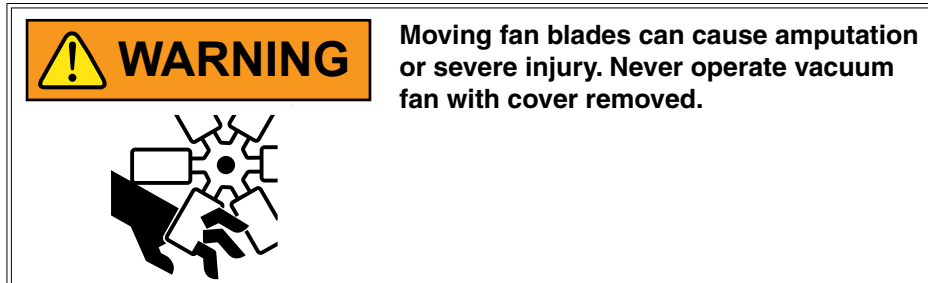 WARNING
Moving fan blades can cause amputation
or severe injury. Never operate vacuum
fan with cover removed.